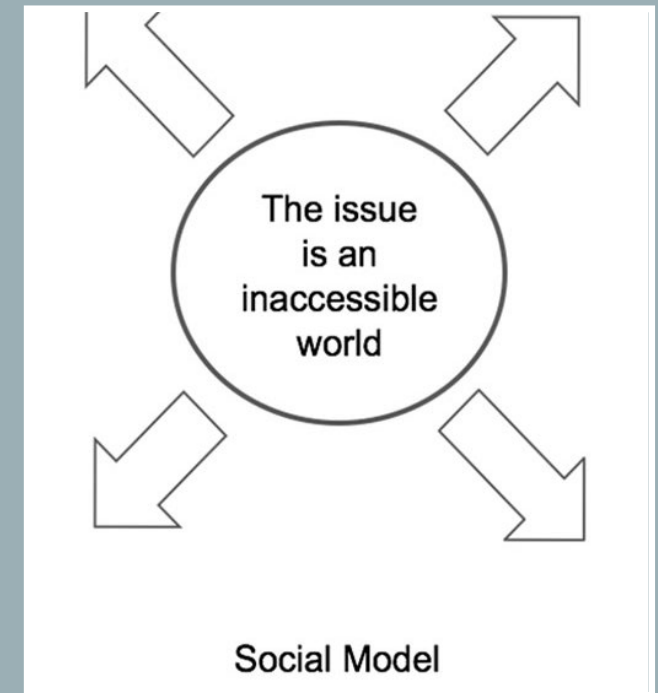 The issue
is an
inaccessible
world
Social Model